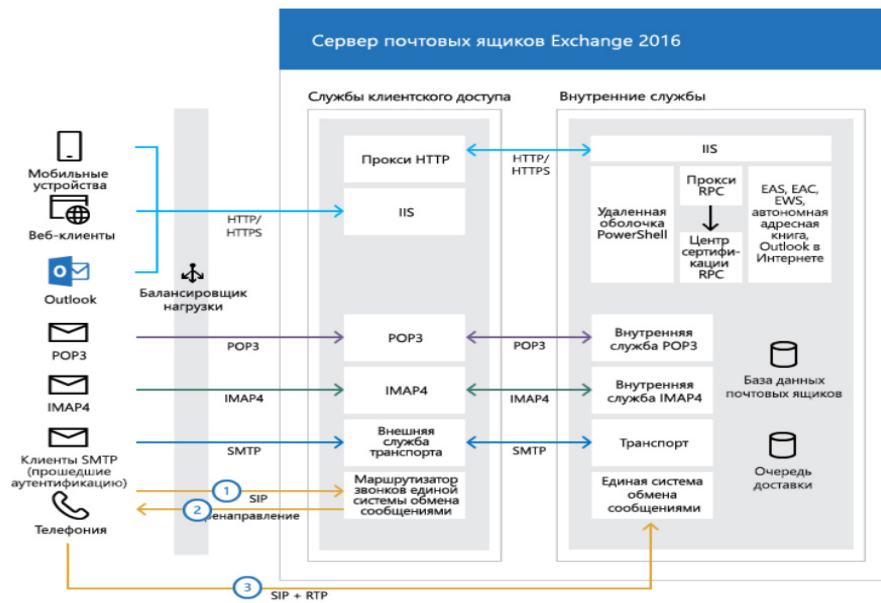 Сервер почтовых ящиков Exchange 2016
Службы клиентского доступа
Внутренние службы
Мобильные
устройства
Веб-клиенты
Outlook
POP3
IMAP4
Клиенты SMTP
(прошедшие
аутентификацию)
Телефония
Балансировщик
нагрузки
HTTP/
HTTPS
POP3
IMAP4
SMTP
1
SIP
2
ренаправление
3
SIP + RTP
Прокси HTTP
IIS
POP3
IMAP4
Внешняя
служба
транспорта
Маршрутизатор
звонков единой
системы обмена
сообщениями
HTTP/
HTTPS
POP3
IMAP4
SMTP
IIS
Удаленная
оболочка
PowerShell
Прокси
RPC
Центр
сертифи-
кации
RPC
EAS, EAC,
EWS,
автономная
адресная
книга,
Outlook в
Интернете
Внутренняя
служба POP3
Внутренняя
служба IMAP4
Транспорт
Единая система
обмена
сообщениями
База данных
почтовых ящиков
Очередь
доставки